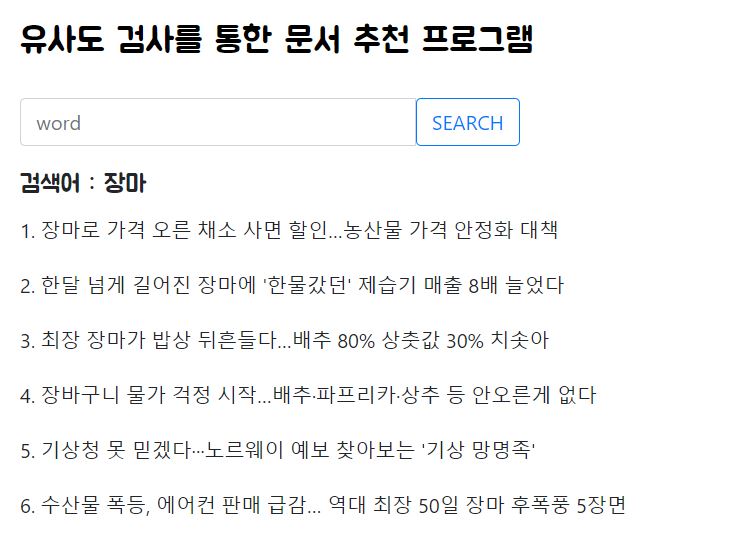 유사도 검사를 통한 문서 추천 프로그램
word
SEARCH
검색어 : 장마
1. 장마로 가격 오른 채소 사면 할인...농산물 가격 안정화 대책
2. 한달 넘게 길어진 장마에 '한물갔던' 제습기 매출 8배 늘었다
3. 최장 장마가 밥상 뒤흔들다...배추 80% 상춧값 30% 치솟아
4. 장바구니 물가 걱정 시작...배추·파프리카·상추 등 안오른게 없다
5. 기상청 못 믿겠다···노르웨이 예보 찾아보는 '기상 망명족'
6. 수산물 폭등, 에어컨 판매 급감... 역대 최장 50일 장마 후폭풍 5장면